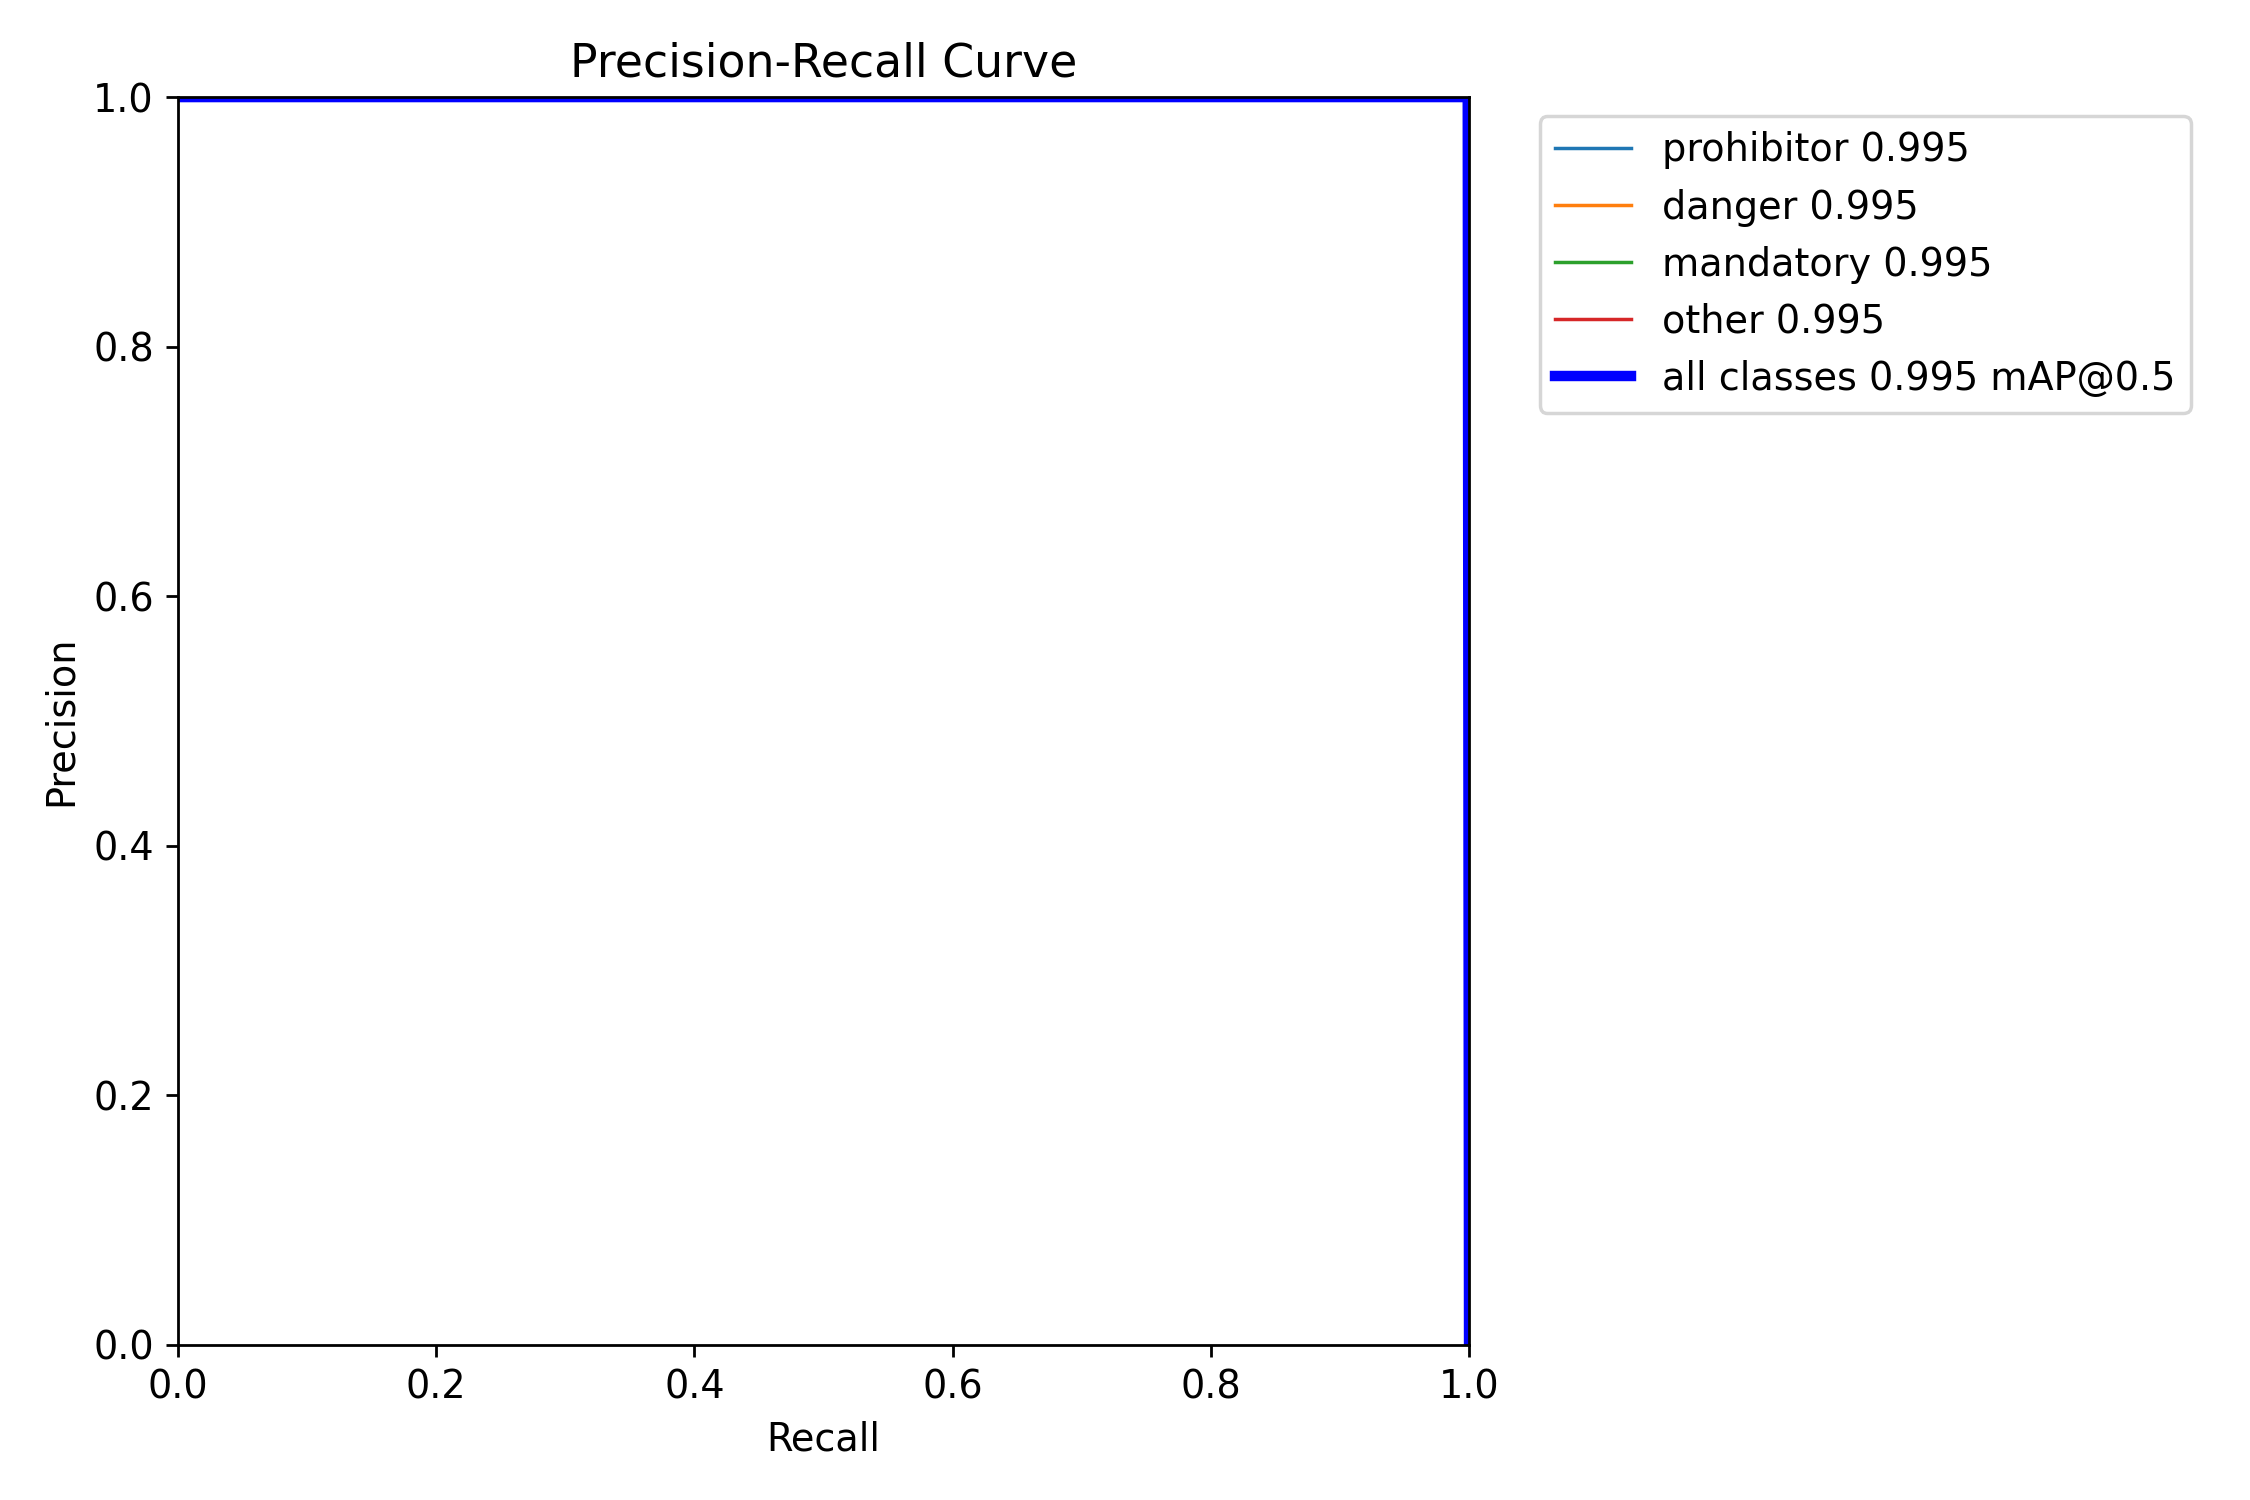 Precision-Recall Curve
1.0
0.8
0.6
0.4
0.2
0.0
Precision
0.0 0.2 0.4 0.6 0.8 1.0
Recall
prohibitor 0.995
danger 0.995
mandatory 0.995
other 0.995
all classes 0.995 mAP@0.5